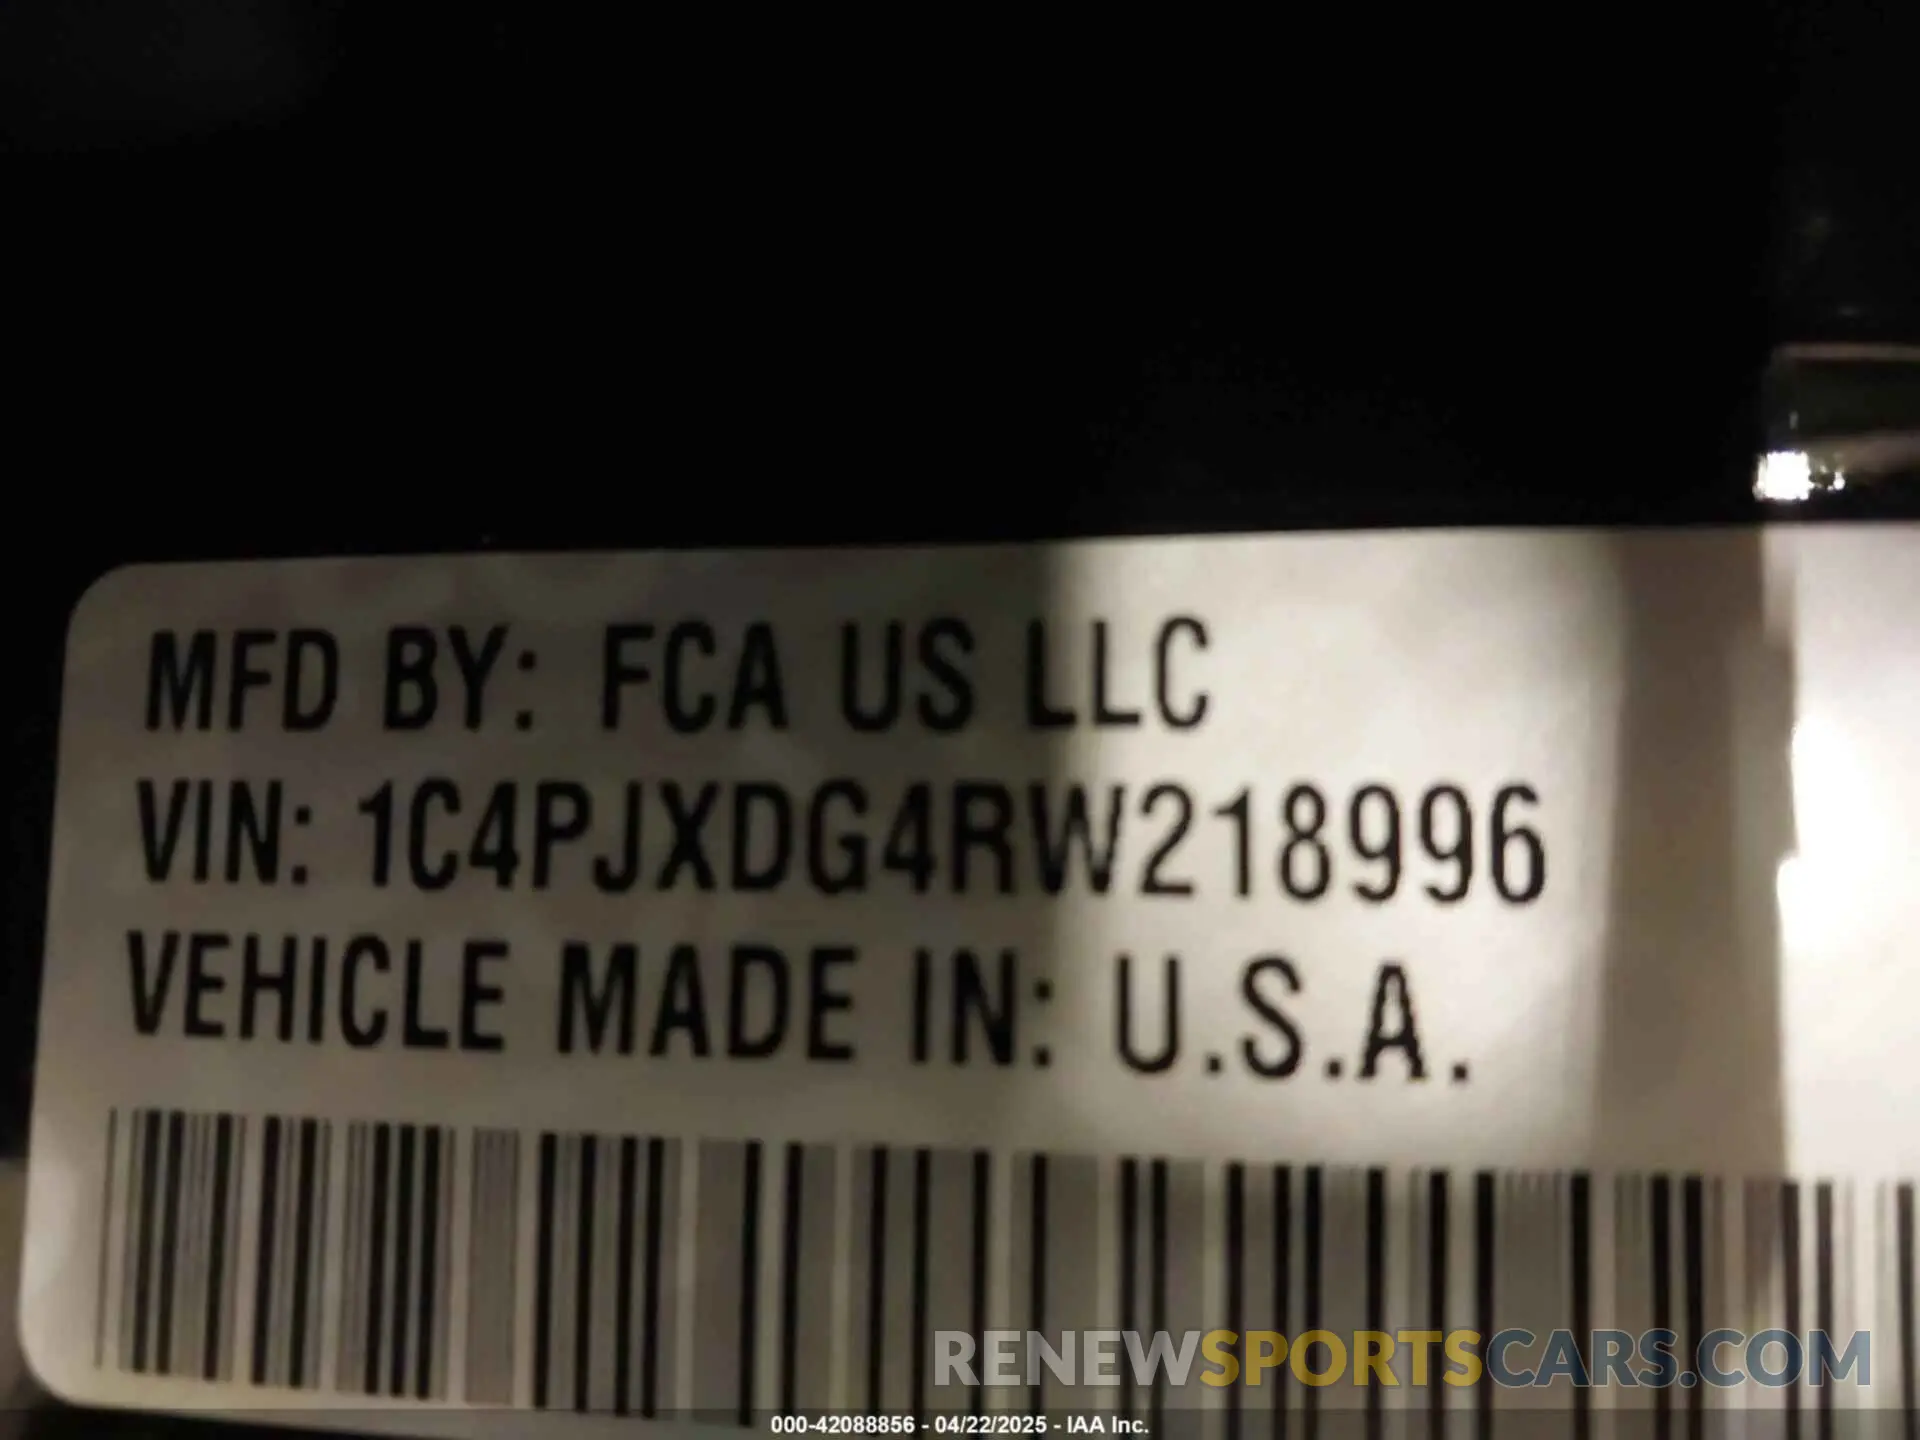 MFD BY: FCA US LLC
VIN: 1C4PJXDG4RW218996
VEHICLE MADE IN: U.S.A.
RENEWSPORTSCARS.COM
000-42088856 - 04/22/2025 - IAA Inc.